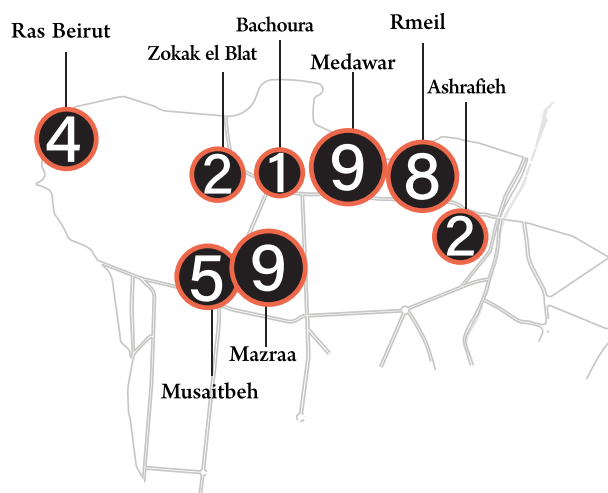 Ras Beirut
Zokak el Blat
Bachoura
Medawar
Rmeil
Ashrafieh
4
2
1
9
8
2
5
9
Mazraa
Musaitbeh